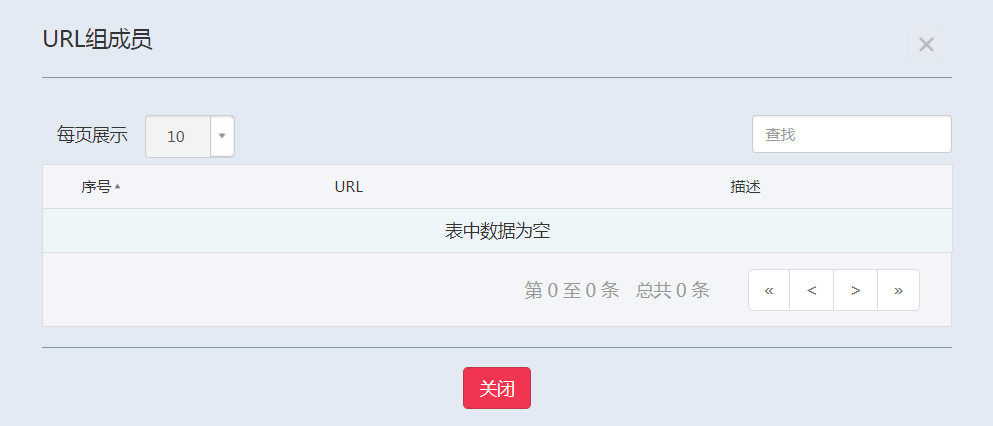 URL组成员
×
每页展示 10 查找
序号 URL 描述
表中数据为空
第 0 至 0 条 总共 0 条 « < > »
关闭